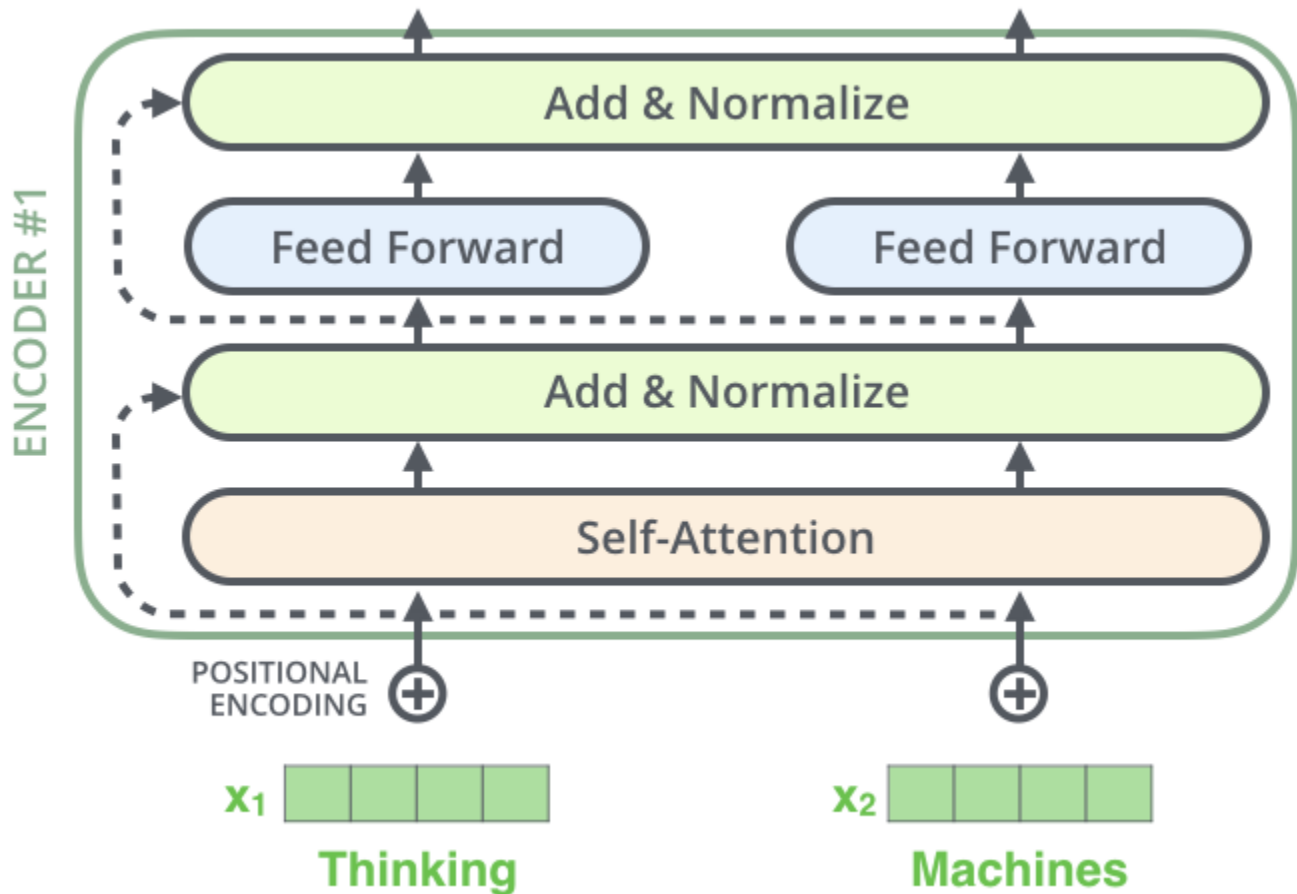 Add & Normalize
Feed Forward Feed Forward
Add & Normalize
Self-Attention
ENCODER #1
POSITIONAL
ENCODING
x₁ x₂
Thinking Machines